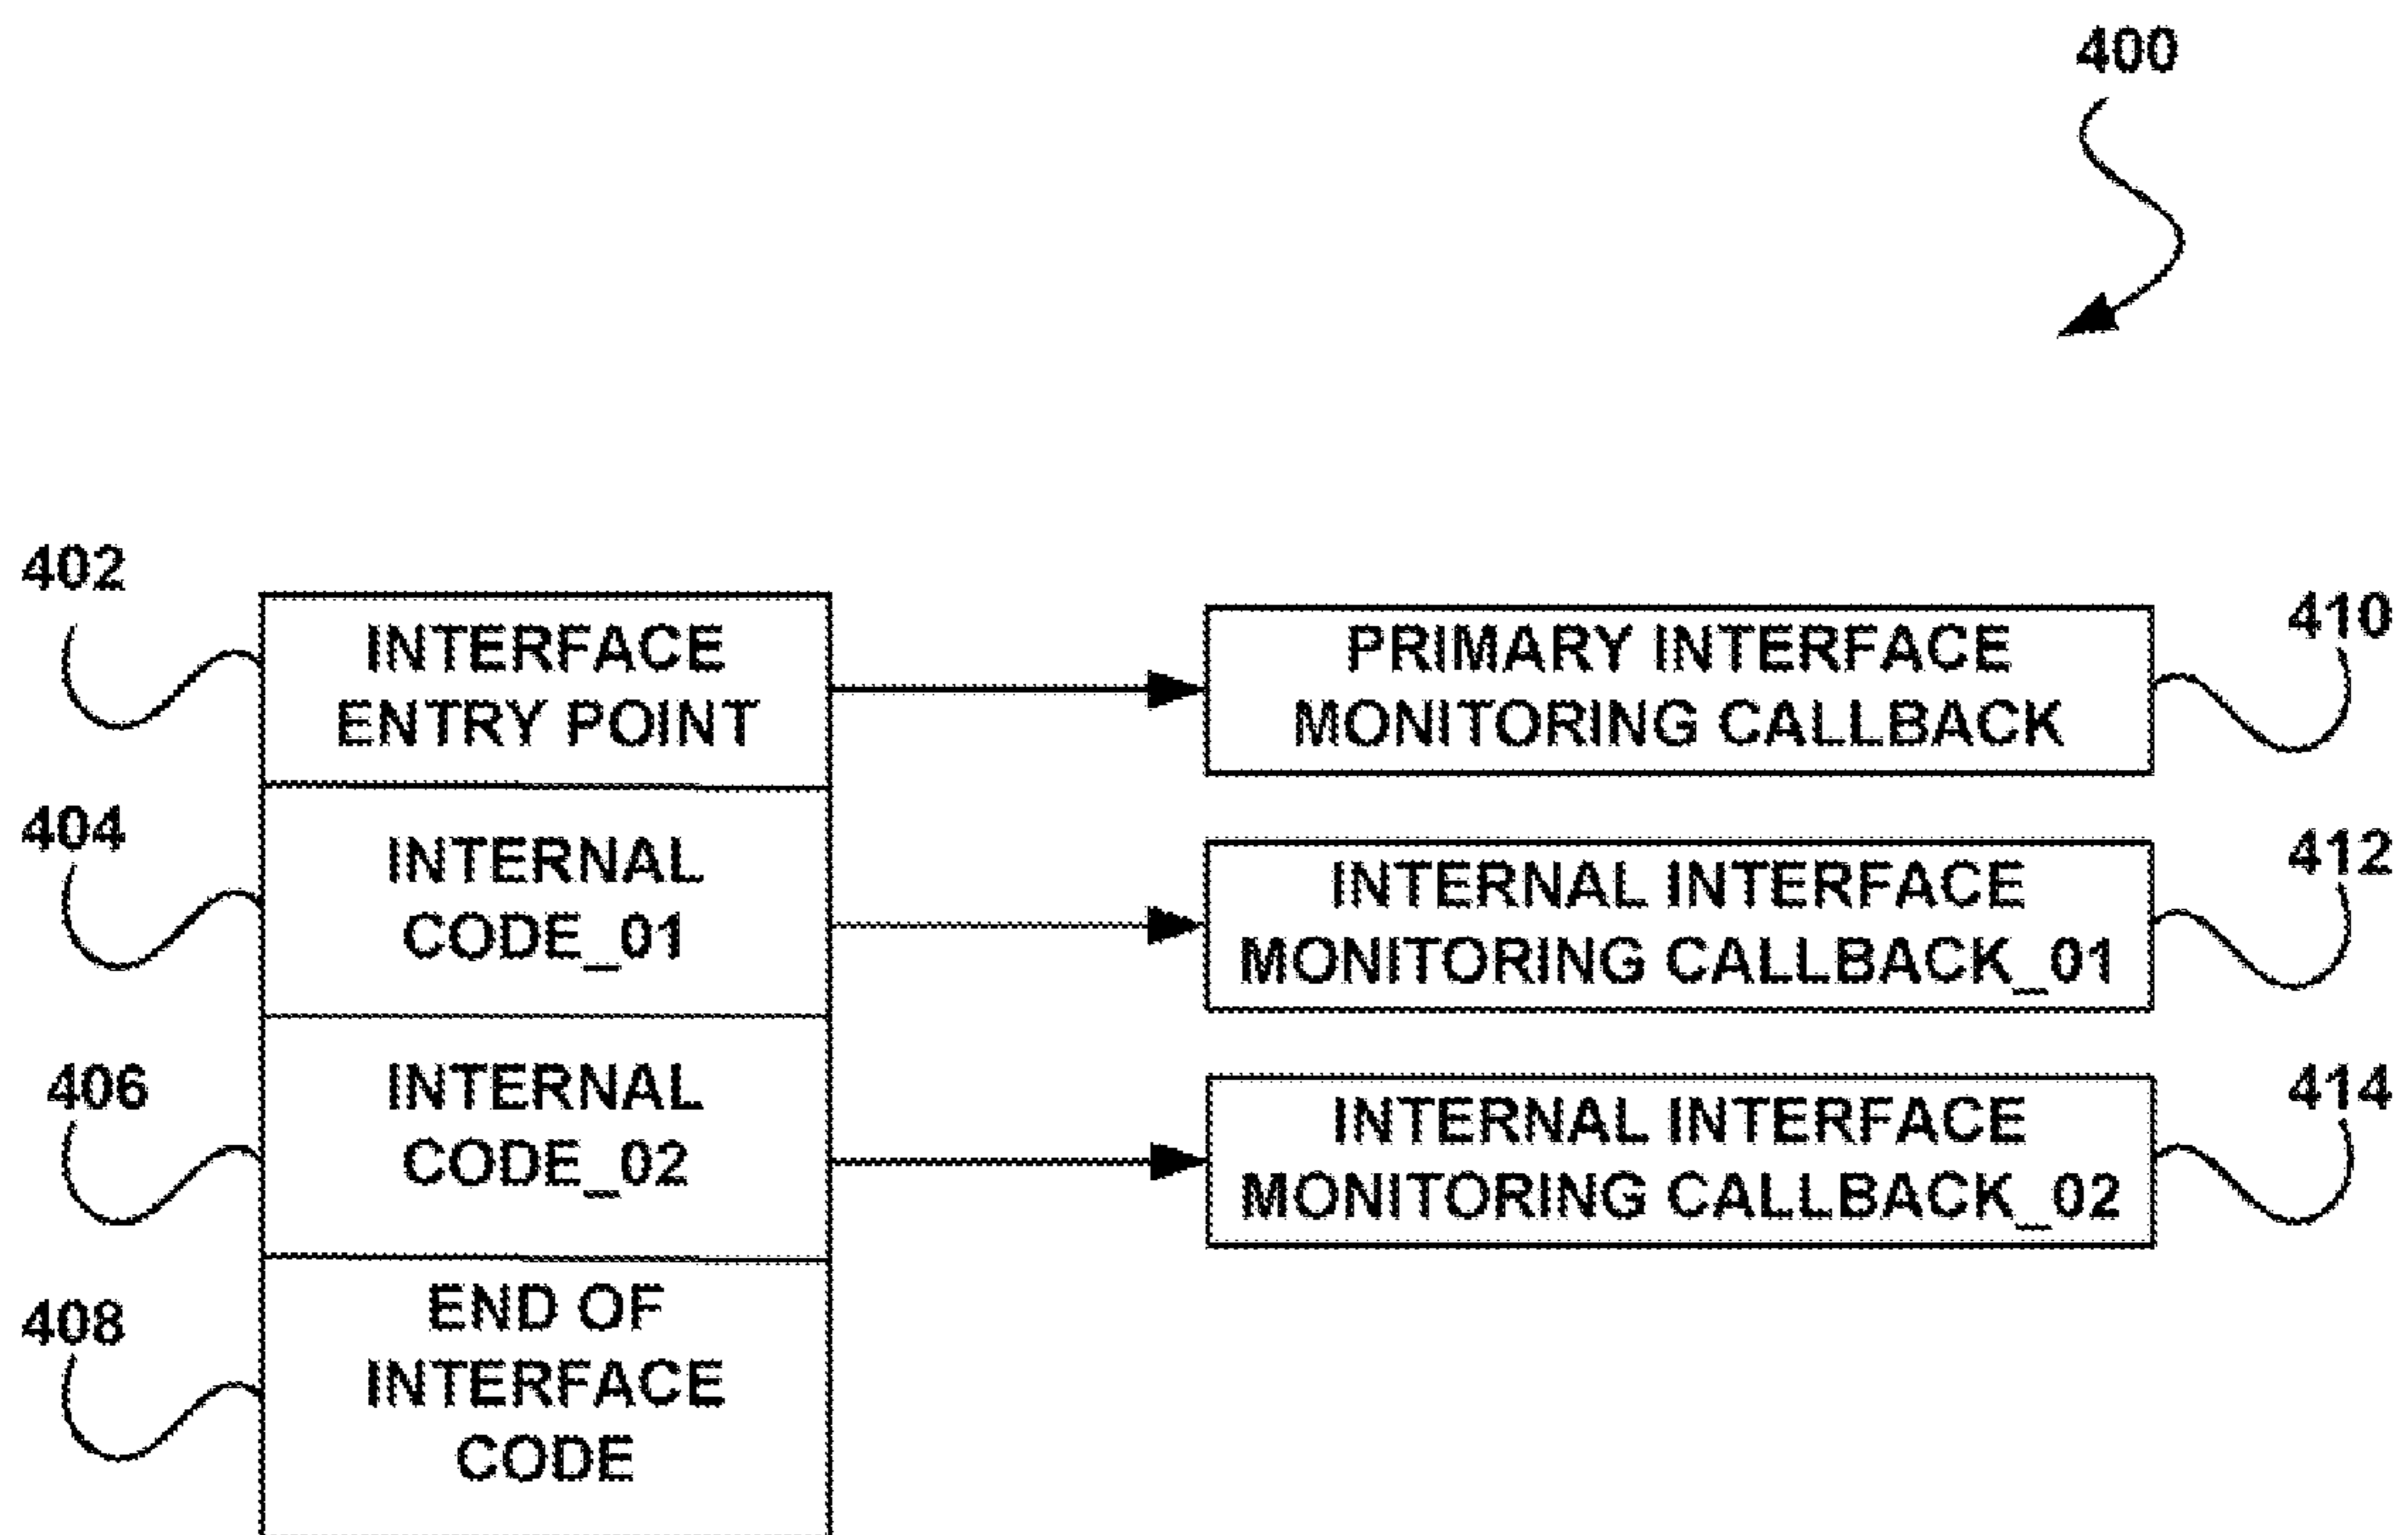 400
402
INTERFACE
ENTRY POINT
PRIMARY INTERFACE
MONITORING CALLBACK
410
404
INTERNAL
CODE_01
INTERNAL INTERFACE
MONITORING CALLBACK_01
412
406
INTERNAL
CODE_02
INTERNAL INTERFACE
MONITORING CALLBACK_02
414
408
END OF
INTERFACE
CODE